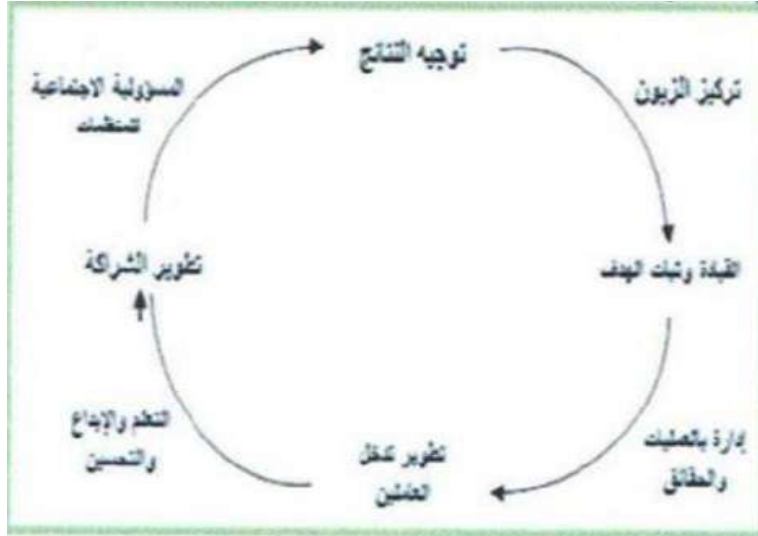 توجيه النتائج
تركيز الزبون
القيادة وثبات الهدف
إدارة بالعمليات
والحقائق
تطوير تدخل
العاملين
التعلم والإبداع
والتحسين
تطوير الشراكة
المسؤولية الاجتماعية
للمنظمات